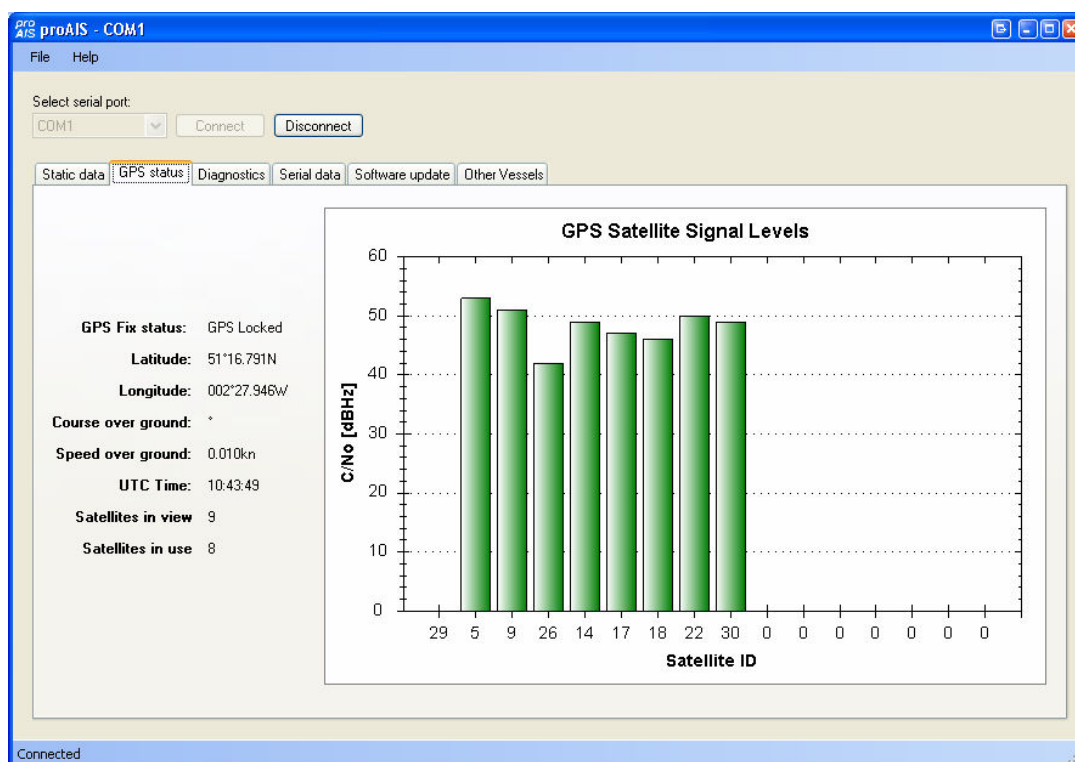 pro AIS proAIS - COM1
File Help
Select serial port:
COM1 Connect Disconnect
Static data GPS status Diagnostics Serial data Software update Other Vessels
GPS Fix status: GPS Locked
Latitude: 51°16.791N
Longitude: 002°27.946W
Course over ground: °
Speed over ground: 0.010kn
UTC Time: 10:43:49
Satellites in view 9
Satellites in use 8
GPS Satellite Signal Levels
C/No [dBHz]
60
50
40
30
20
10
0
29 5 9 26 14 17 18 22 30 0 0 0 0 0 0 0
Satellite ID
Connected